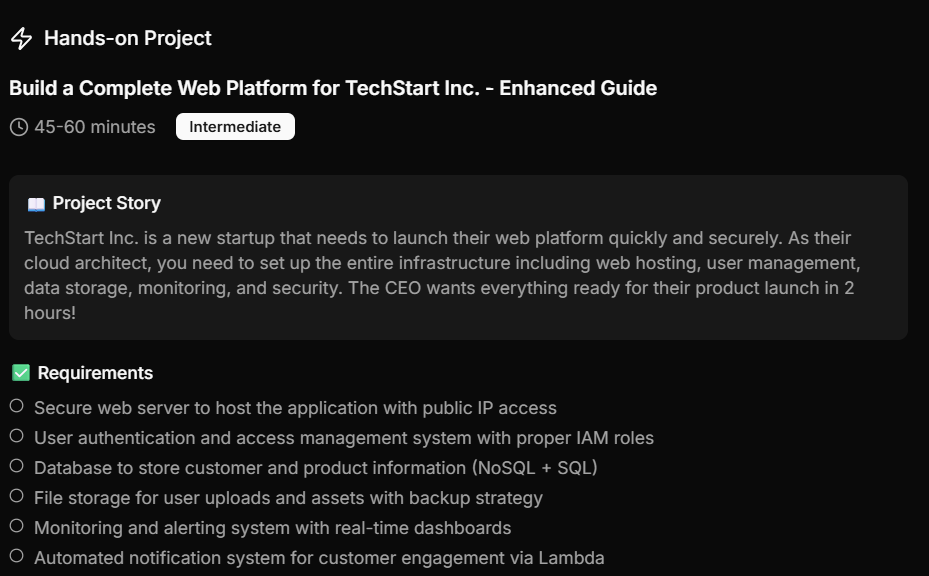 Hands-on Project
Build a Complete Web Platform for TechStart Inc. - Enhanced Guide
45-60 minutes Intermediate
Project Story
TechStart Inc. is a new startup that needs to launch their web platform quickly and securely. As their
cloud architect, you need to set up the entire infrastructure including web hosting, user management,
data storage, monitoring, and security. The CEO wants everything ready for their product launch in 2
hours!
Requirements
Secure web server to host the application with public IP access
User authentication and access management system with proper IAM roles
Database to store customer and product information (NoSQL + SQL)
File storage for user uploads and assets with backup strategy
Monitoring and alerting system with real-time dashboards
Automated notification system for customer engagement via Lambda